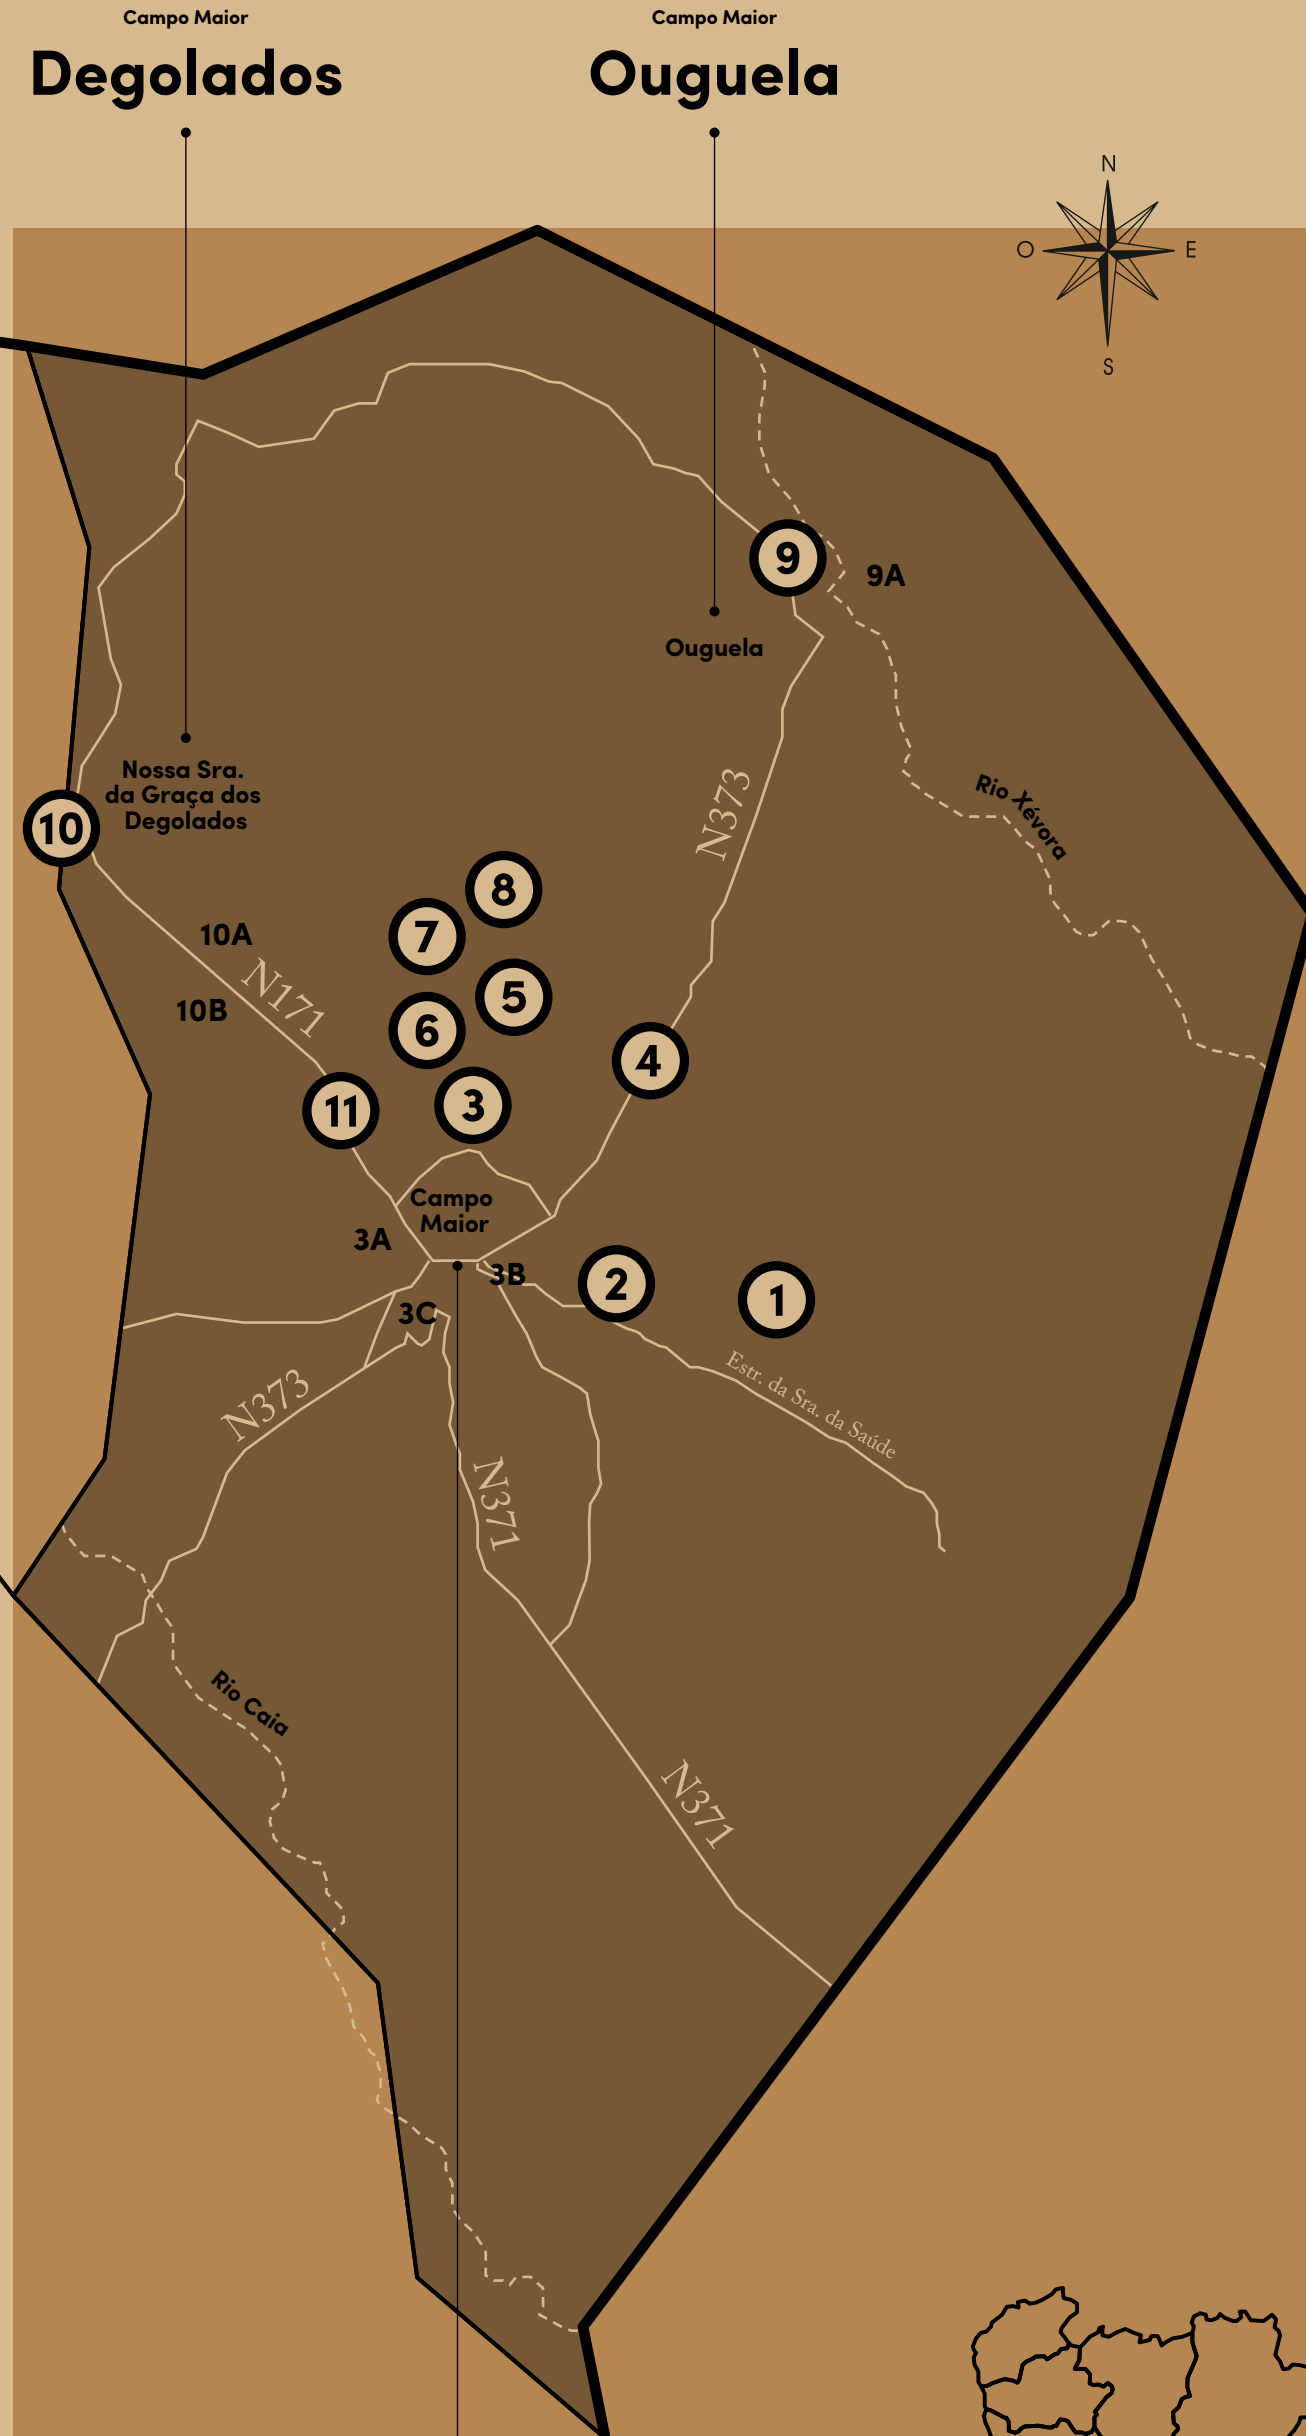 Campo Maior
Degolados
Campo Maior
Ouguela
N
O
E
S
9
9A
Ouguela
Nossa Sra.
da Graça dos
Degolados
10
N373
Rio Xévora
8
7
10A
N171
5
10B
6
4
11
3
Campo
Maior
3A
3B
2
1
3C
Estr. da Sra. da Saúde
N373
N371
Rio Caia
N371